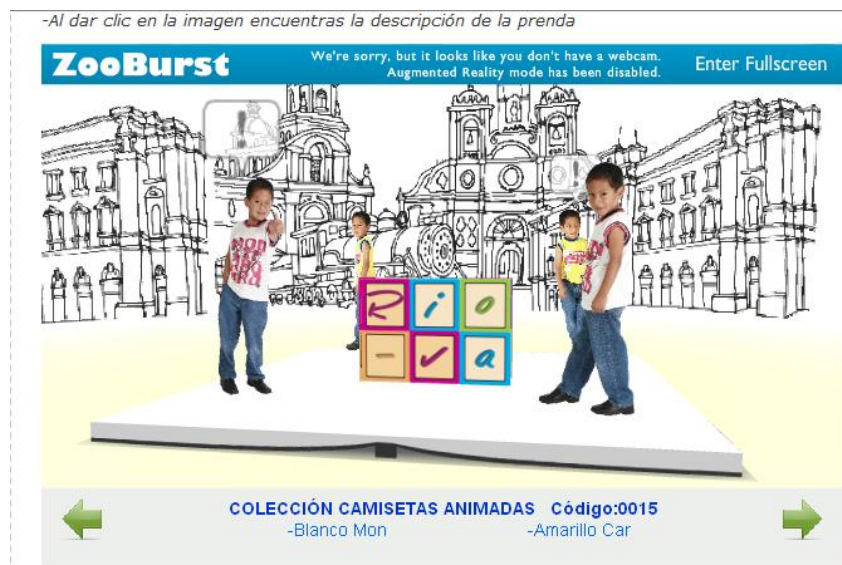 -Al dar clic en la imagen encuentras la descripción de la prenda
ZooBurst
We're sorry, but it looks like you don't have a webcam.
Augmented Reality mode has been disabled.
Enter Fullscreen
Rio
-va
COLECCIÓN CAMISETAS ANIMADAS Código:0015
-Blanco Mon
-Amarillo Car